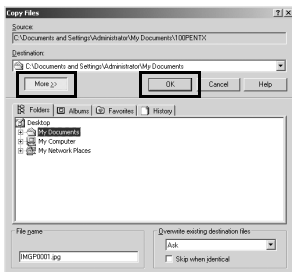 Copy Files
Source:
C:\Documents and Settings\Administrator\My Documents\100PENTX
Destination:
C:\Documents and Settings\Administrator\My Documents
More >> OK Cancel Help
Folders Albums Favorites History
Desktop
My Documents
My Computer
My Network Places
File name
IMGP0001.jpg
Overwrite existing destination files
Ask
Skip when identical